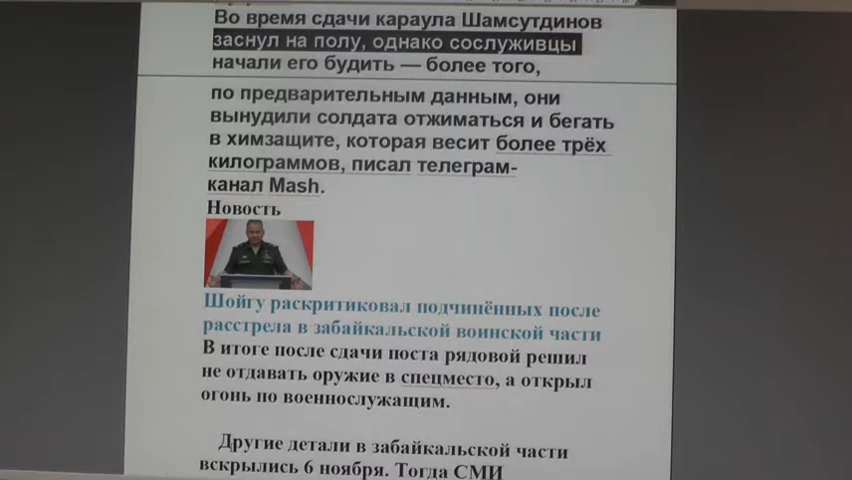 Во время сдачи караула Шамсутдинов
заснул на полу, однако сослуживцы
начали его будить — более того,
по предварительным данным, они
вынудили солдата отжиматься и бегать
в химзащите, которая весит более трёх
килограммов, писал телеграм-
канал Mash.
Новость
Шойгу раскритиковал подчинённых после
расстрела в забайкальской воинской части
В итоге после сдачи поста рядовой решил
не отдавать оружие в спецместо, а открыл
огонь по военнослужащим.
Другие детали в забайкальской части
вскрылись 6 ноября. Тогда СМИ